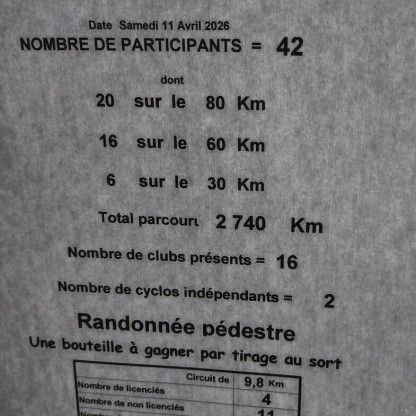 Date Samedi 11 Avril 2026
NOMBRE DE PARTICIPANTS = 42
dont
20 sur le 80 Km
16 sur le 60 Km
6 sur le 30 Km
Total parcouru 2 740 Km
Nombre de clubs présents = 16
Nombre de cyclos indépendants = 2
Randonnée pédestre
Une bouteille à gagner par tirage au sort
Circuit de 9,8 Km
Nombre de licenciés 4
Nombre de non licenciés 11